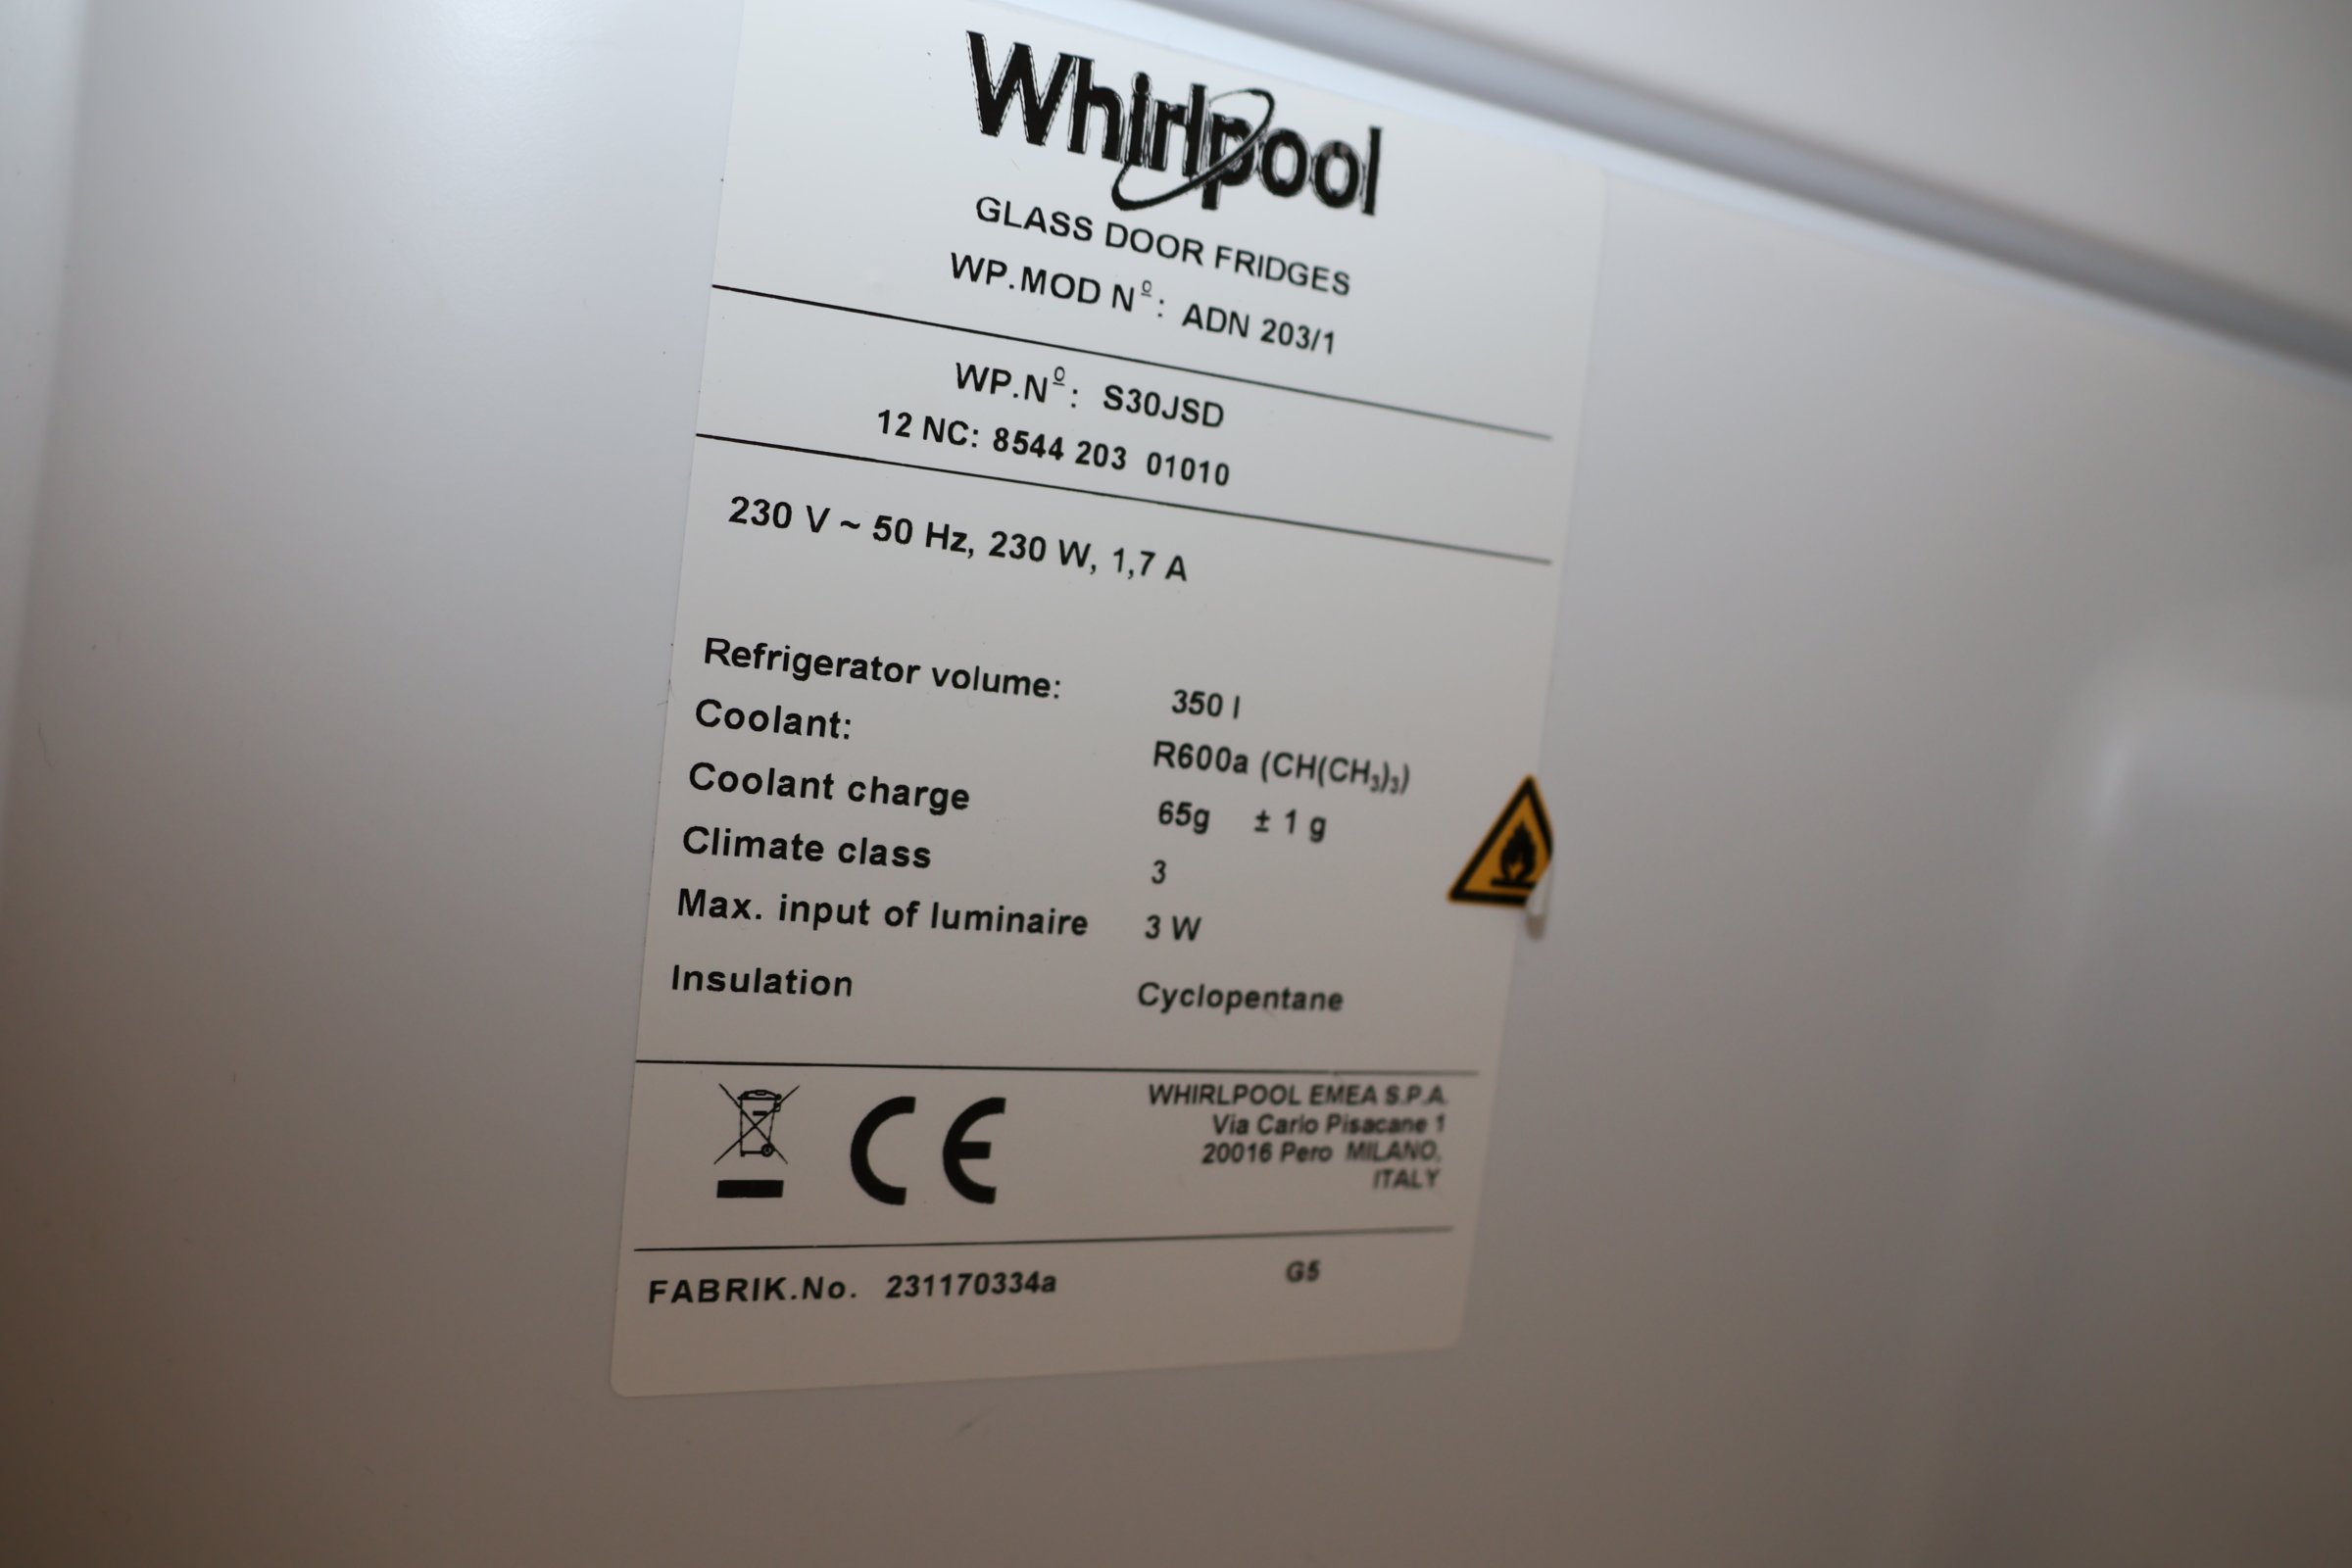 Whirlpool
GLASS DOOR FRIDGES
WP.MOD Nº: ADN 203/1
WP.Nº: S30JSD
12 NC: 8544 203 01010
230 V ~ 50 Hz, 230 W, 1,7 A
Refrigerator volume: 350 l
Coolant: R600a (CH(CH₃)₃)
Coolant charge 65g ± 1 g
Climate class 3
Max. input of luminaire 3 W
Insulation Cyclopentane
CE
WHIRLPOOL EMEA S.P.A.
Via Carlo Pisacane 1
20016 Pero MILANO,
ITALY
FABRIK.No. 231170334a G5